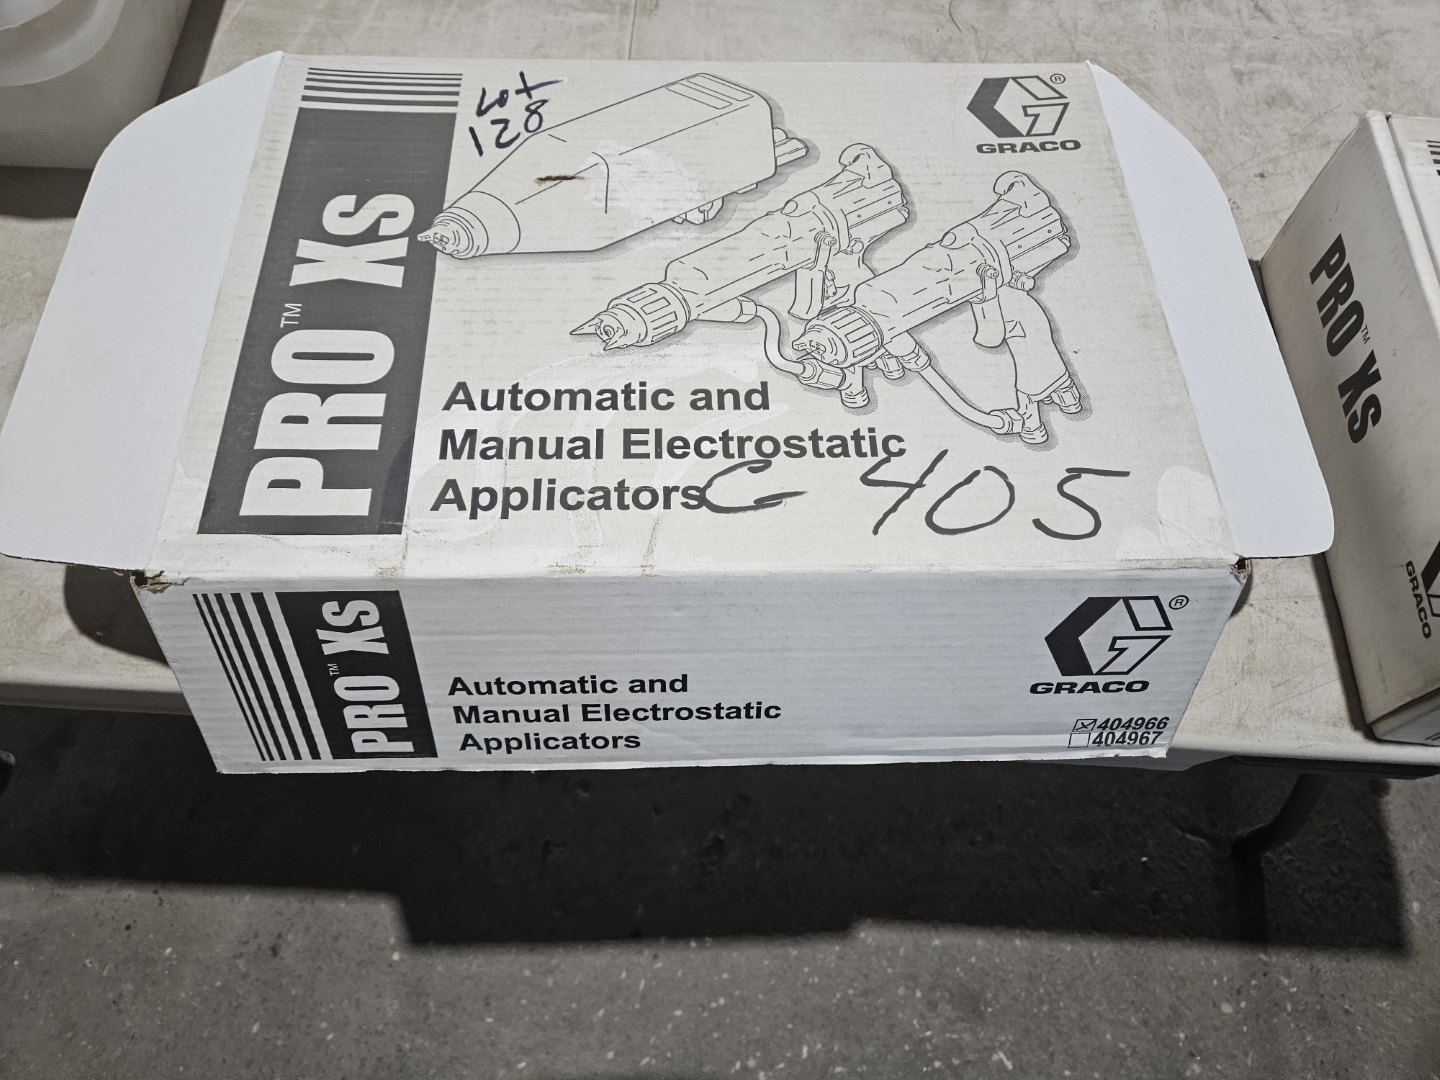 Lot
128
GRACO®
PRO™ Xs
Automatic and
Manual Electrostatic
Applicators
G 405
PRO™ Xs
Automatic and
Manual Electrostatic
Applicators
GRACO®
404966
404967
PRO™ Xs
GRACO